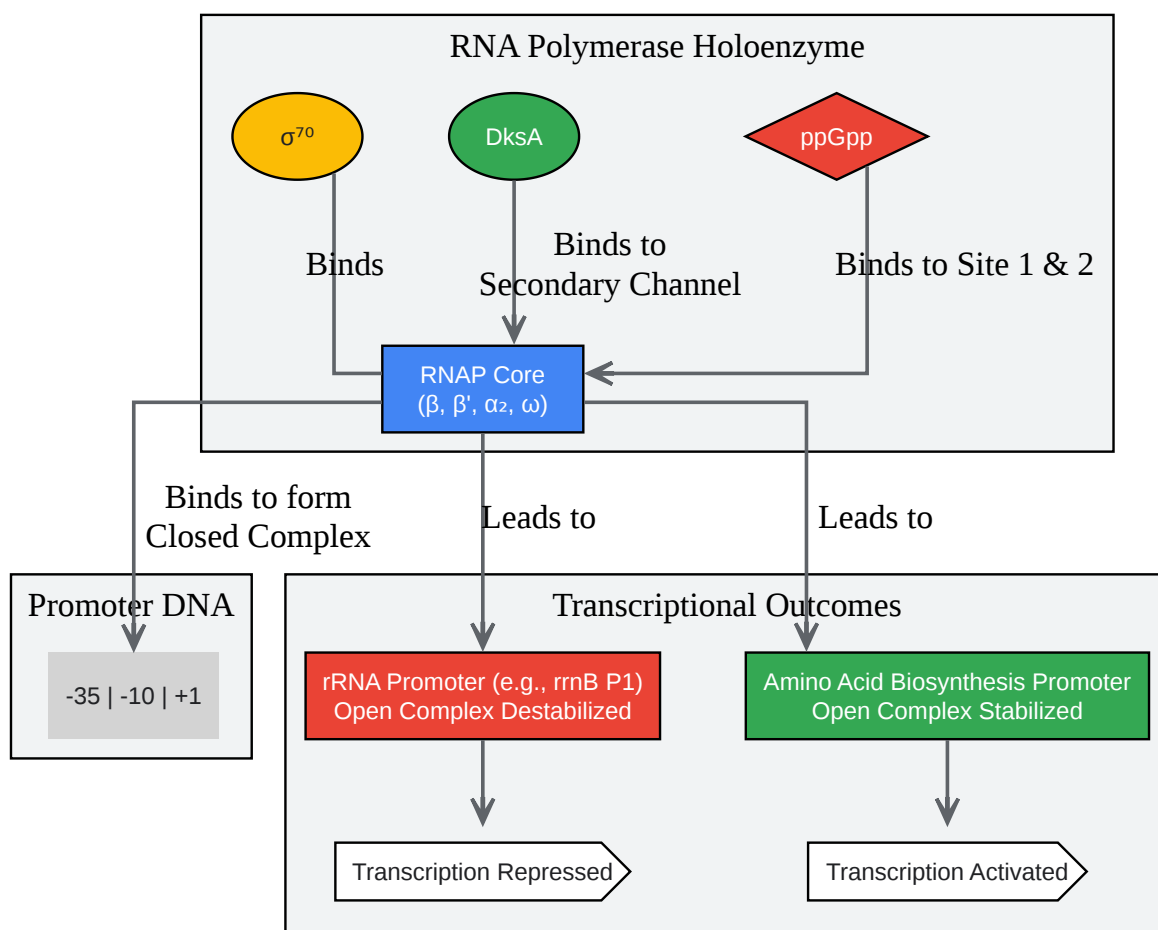 RNA Polymerase Holoenzyme
σ⁷⁰
DksA
ppGpp
Binds
Binds to
Secondary Channel
Binds to Site 1 & 2
RNAP Core
(β, β', α₂, ω)
Binds to form
Closed Complex
Leads to
Leads to
Promoter DNA
-35 | -10 | +1
Transcriptional Outcomes
rRNA Promoter (e.g., rrnB P1)
Open Complex Destabilized
Amino Acid Biosynthesis Promoter
Open Complex Stabilized
Transcription Repressed
Transcription Activated